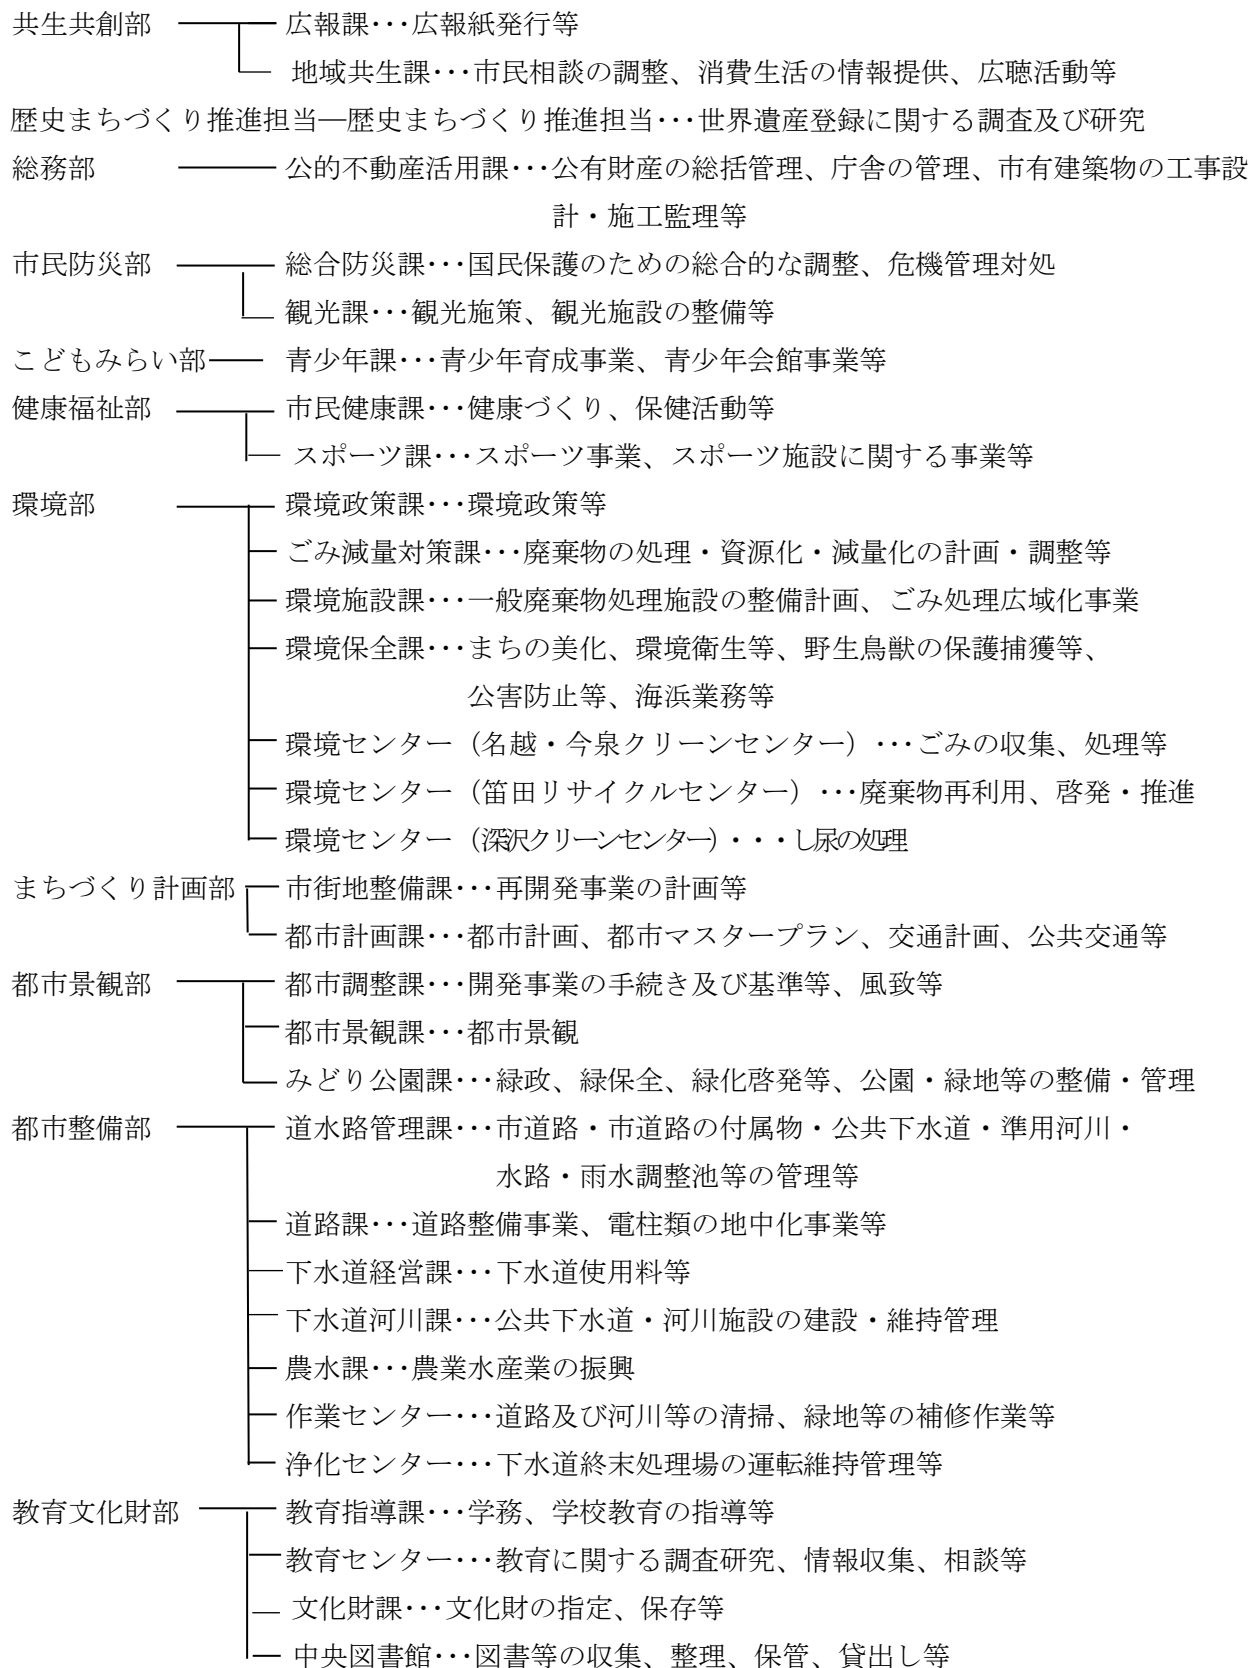 共生共創部 広報課･･･広報紙発行等
地域共生課･･･市民相談の調整、消費生活の情報提供、広聴活動等
歴史まちづくり推進担当―歴史まちづくり推進担当･･･世界遺産登録に関する調査及び研究
総務部 公的不動産活用課･･･公有財産の総括管理、庁舎の管理、市有建築物の工事設
計・施工監理等
市民防災部 総合防災課･･･国民保護のための総合的な調整、危機管理対処
観光課･･･観光施策、観光施設の整備等
こどもみらい部 青少年課･･･青少年育成事業、青少年会館事業等
健康福祉部 市民健康課･･･健康づくり、保健活動等
スポーツ課･･･スポーツ事業、スポーツ施設に関する事業等
環境部 環境政策課･･･環境政策等
ごみ減量対策課･･･廃棄物の処理・資源化・減量化の計画・調整等
環境施設課･･･一般廃棄物処理施設の整備計画、ごみ処理広域化事業
環境保全課･･･まちの美化、環境衛生等、野生鳥獣の保護捕獲等、
公害防止等、海浜業務等
環境センター（名越・今泉クリーンセンター）･･･ごみの収集、処理等
環境センター（笛田リサイクルセンター）･･･廃棄物再利用、啓発・推進
環境センター（深沢クリーンセンター）・・・し尿の処理
まちづくり計画部 市街地整備課･･･再開発事業の計画等
都市計画課･･･都市計画、都市マスタープラン、交通計画、公共交通等
都市景観部 都市調整課･･･開発事業の手続き及び基準等、風致等
都市景観課･･･都市景観
みどり公園課･･･緑政、緑保全、緑化啓発等、公園・緑地等の整備・管理
都市整備部 道水路管理課･･･市道路・市道路の付属物・公共下水道・準用河川・
水路・雨水調整池等の管理等
道路課･･･道路整備事業、電柱類の地中化事業等
下水道経営課･･･下水道使用料等
下水道河川課･･･公共下水道・河川施設の建設・維持管理
農水課･･･農業水産業の振興
作業センター･･･道路及び河川等の清掃、緑地等の補修作業等
浄化センター･･･下水道終末処理場の運転維持管理等
教育文化財部 教育指導課･･･学務、学校教育の指導等
教育センター･･･教育に関する調査研究、情報収集、相談等
文化財課･･･文化財の指定、保存等
中央図書館･･･図書等の収集、整理、保管、貸出し等